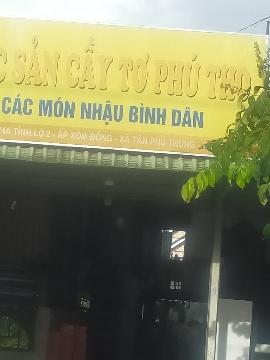 C SẢN CẦY TƠ PHÚ THỌ
CÁC MÓN NHẬU BÌNH DÂN
74A TỈNH LỘ 2 - ẤP XÓM ĐỒNG - XÃ TÂN PHÚ TRUNG